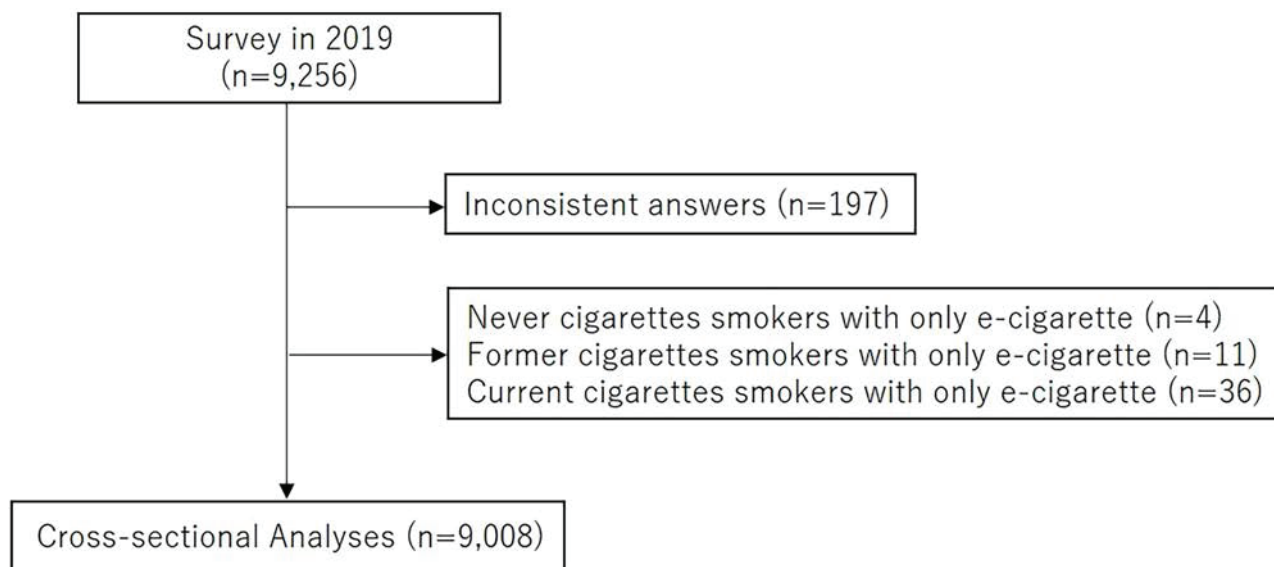 Survey in 2019
(n=9,256)
Inconsistent answers (n=197)
Never cigarettes smokers with only e-cigarette (n=4)
Former cigarettes smokers with only e-cigarette (n=11)
Current cigarettes smokers with only e-cigarette (n=36)
Cross-sectional Analyses (n=9,008)